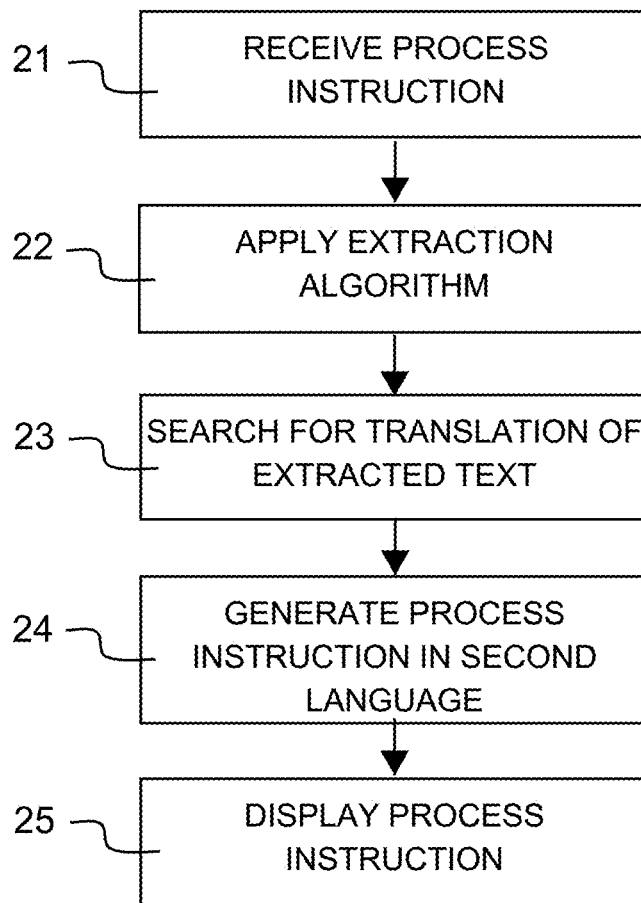 21
RECEIVE PROCESS
INSTRUCTION
22
APPLY EXTRACTION
ALGORITHM
23
SEARCH FOR TRANSLATION OF
EXTRACTED TEXT
24
GENERATE PROCESS
INSTRUCTION IN SECOND
LANGUAGE
25
DISPLAY PROCESS
INSTRUCTION